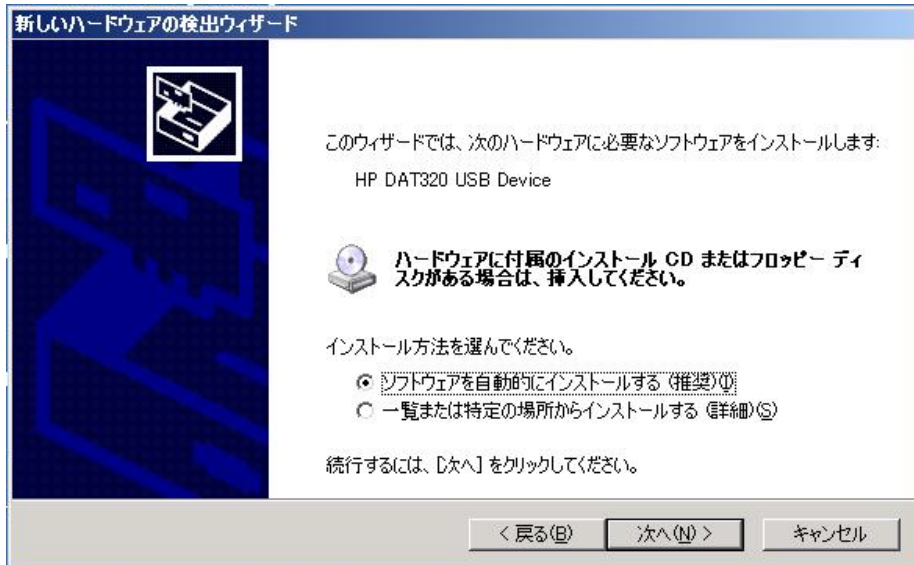 新しいハードウェアの検出ウィザード
このウィザードでは、次のハードウェアに必要なソフトウェアをインストールします:
HP DAT320 USB Device
ハードウェアに付属のインストール CD またはフロッピー ディ
スクがある場合は、挿入してください。
インストール方法を選んでください。
ソフトウェアを自動的にインストールする (推奨)(I)
一覧または特定の場所からインストールする (詳細)(S)
続行するには、[次へ] をクリックしてください。
< 戻る(B) 次へ(N) > キャンセル